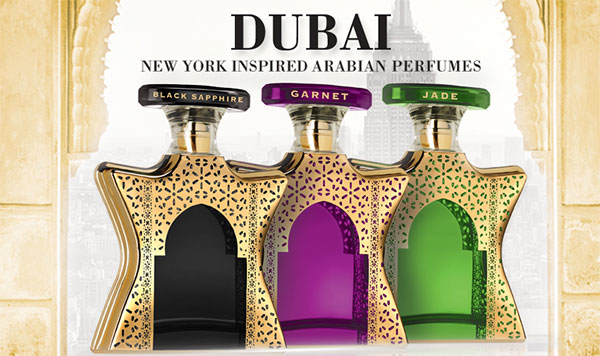 DUBAI
NEW YORK INSPIRED ARABIAN PERFUMES
BLACK SAPPHIRE
GARNET
JADE